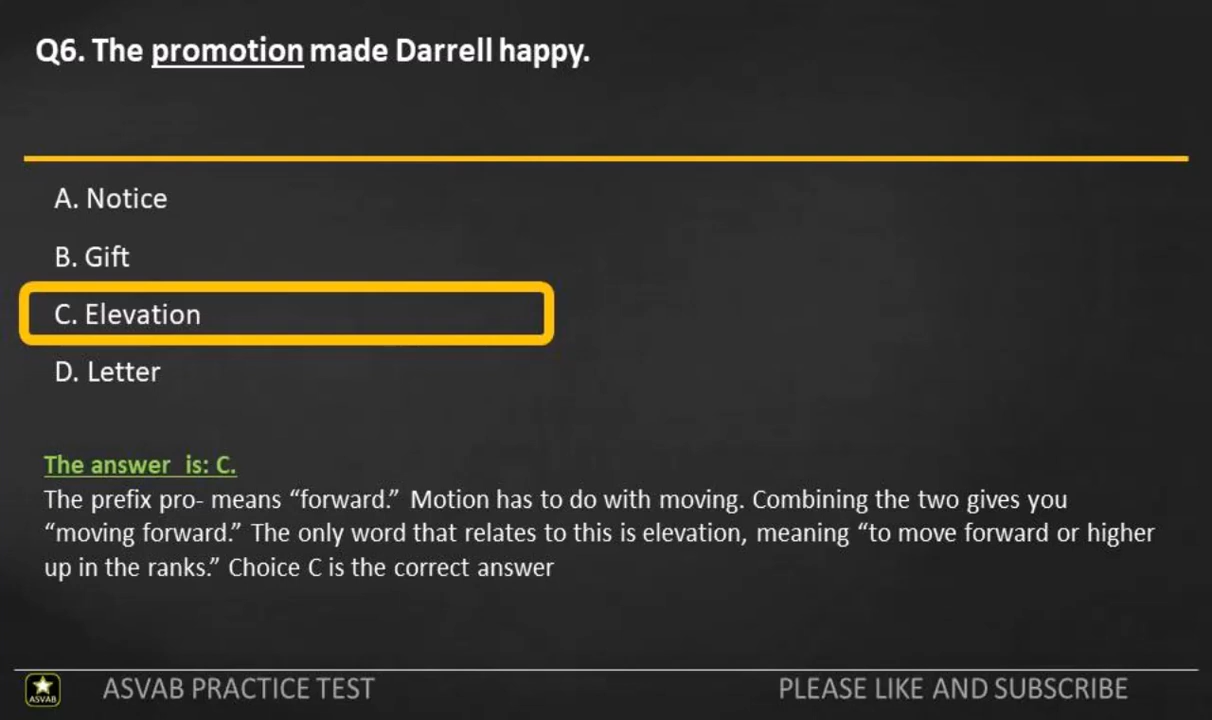 Q6. The promotion made Darrell happy.
A. Notice
B. Gift
C. Elevation
D. Letter
The answer is: C.
The prefix pro- means “forward.” Motion has to do with moving. Combining the two gives you
“moving forward.” The only word that relates to this is elevation, meaning “to move forward or higher
up in the ranks.” Choice C is the correct answer
ASVAB
ASVAB PRACTICE TEST
PLEASE LIKE AND SUBSCRIBE